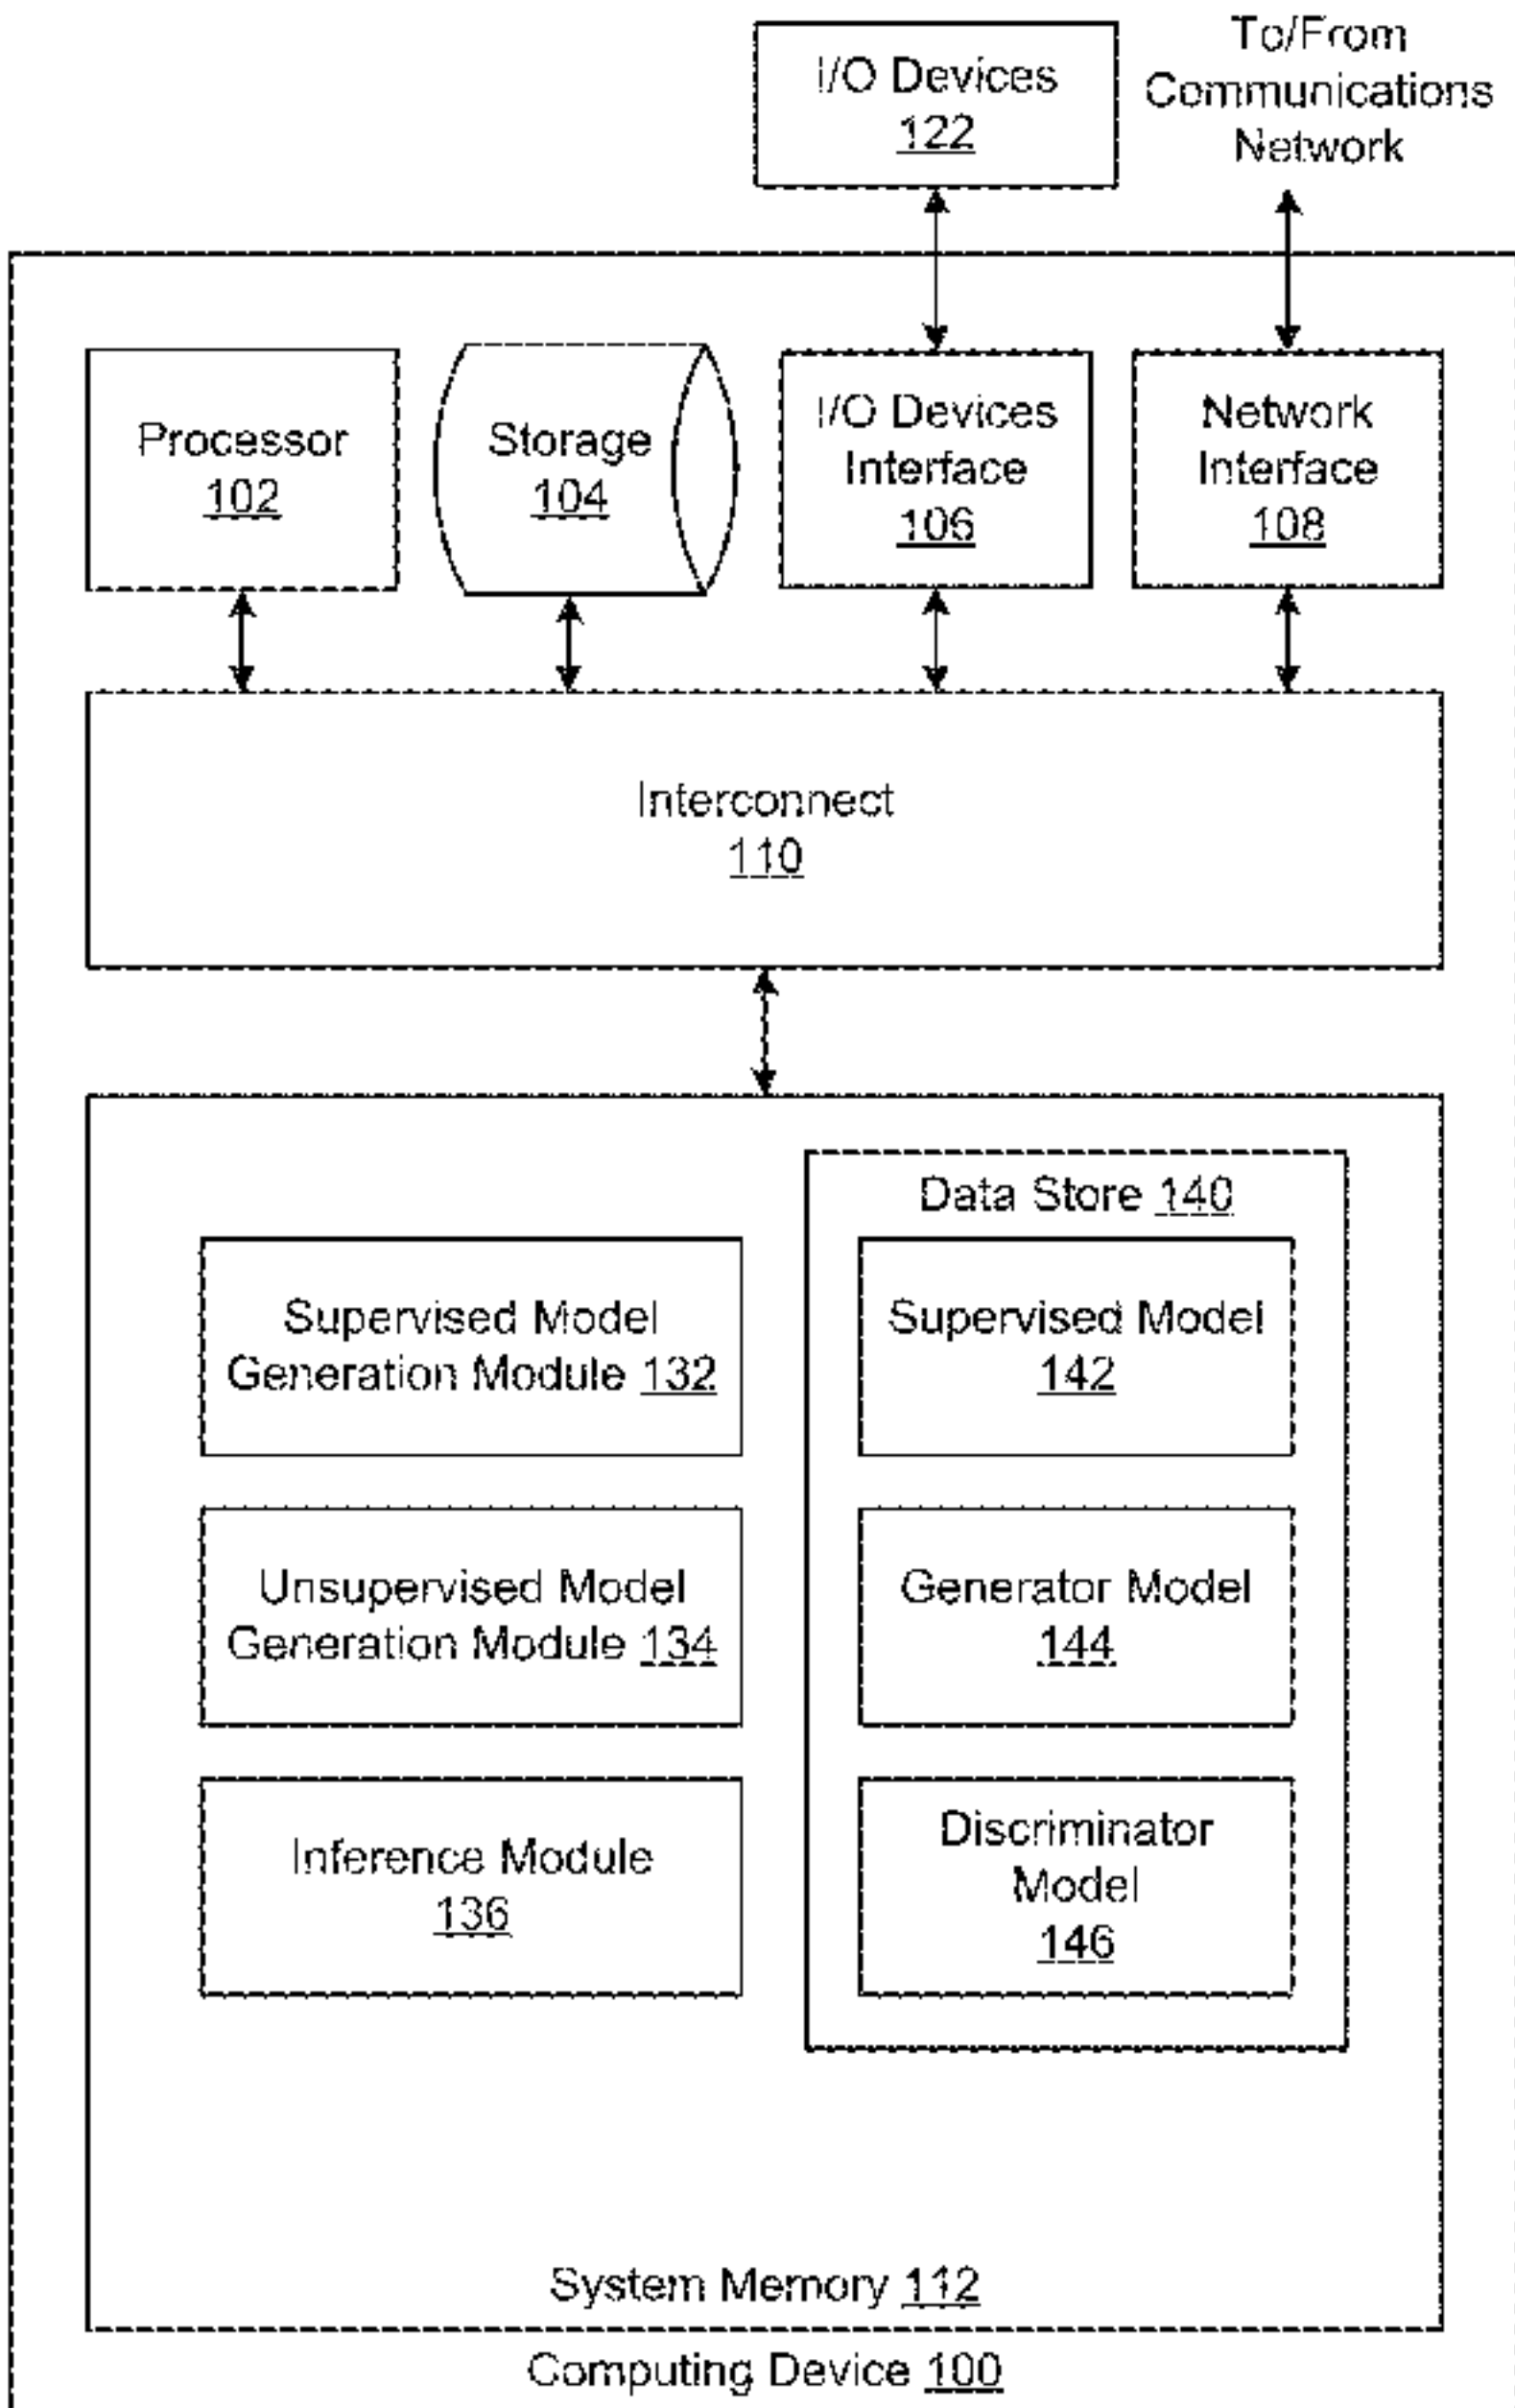 I/O Devices
122
To/From
Communications
Network
Processor
102
Storage
104
I/O Devices
Interface
106
Network
Interface
108
Interconnect
110
Data Store 140
Supervised Model
Generation Module 132
Supervised Model
142
Unsupervised Model
Generation Module 134
Generator Model
144
Inference Module
136
Discriminator
Model
146
System Memory 112
Computing Device 100